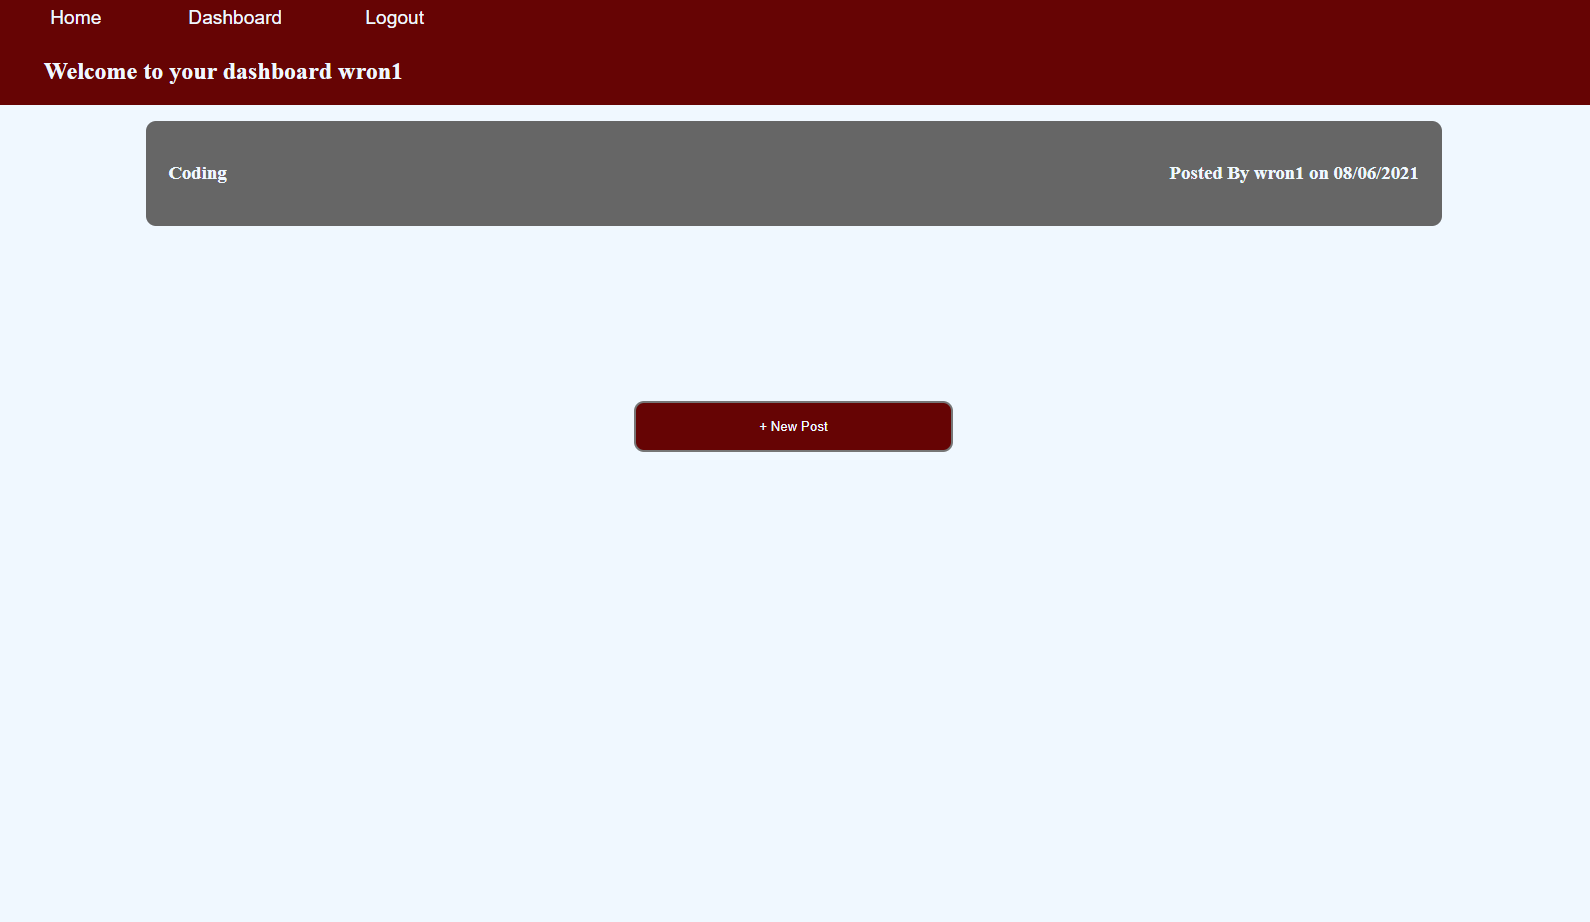 Home Dashboard Logout
Welcome to your dashboard wron1
Coding Posted By wron1 on 08/06/2021
+ New Post